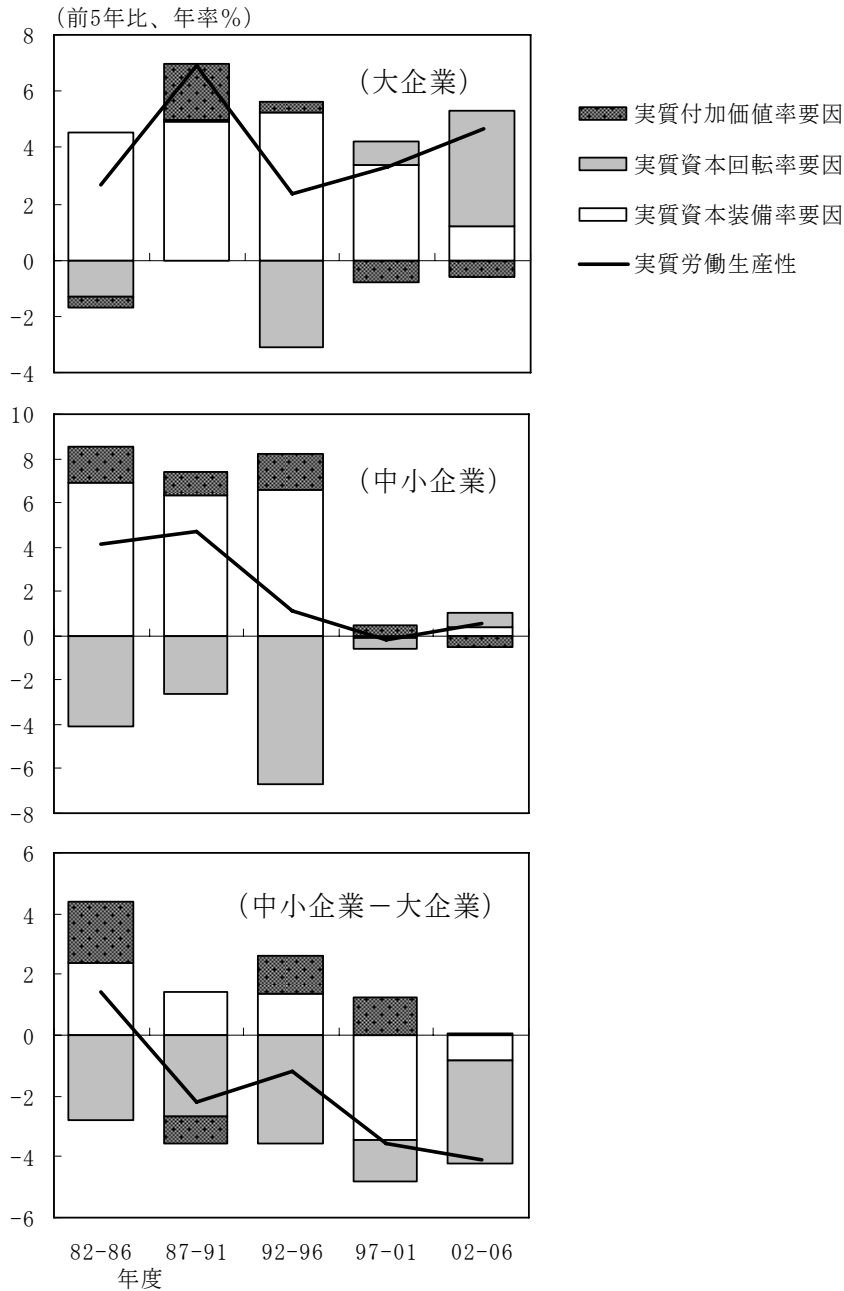 (前5年比、年率%)
8
6
4
2
0
-2
-4
(大企業)
実質付加価値率要因
実質資本回転率要因
実質資本装備率要因
実質労働生産性
10
8
6
4
2
0
-2
-4
-6
-8
(中小企業)
6
4
2
0
-2
-4
-6
(中小企業－大企業)
82-86 87-91 92-96 97-01 02-06
年度